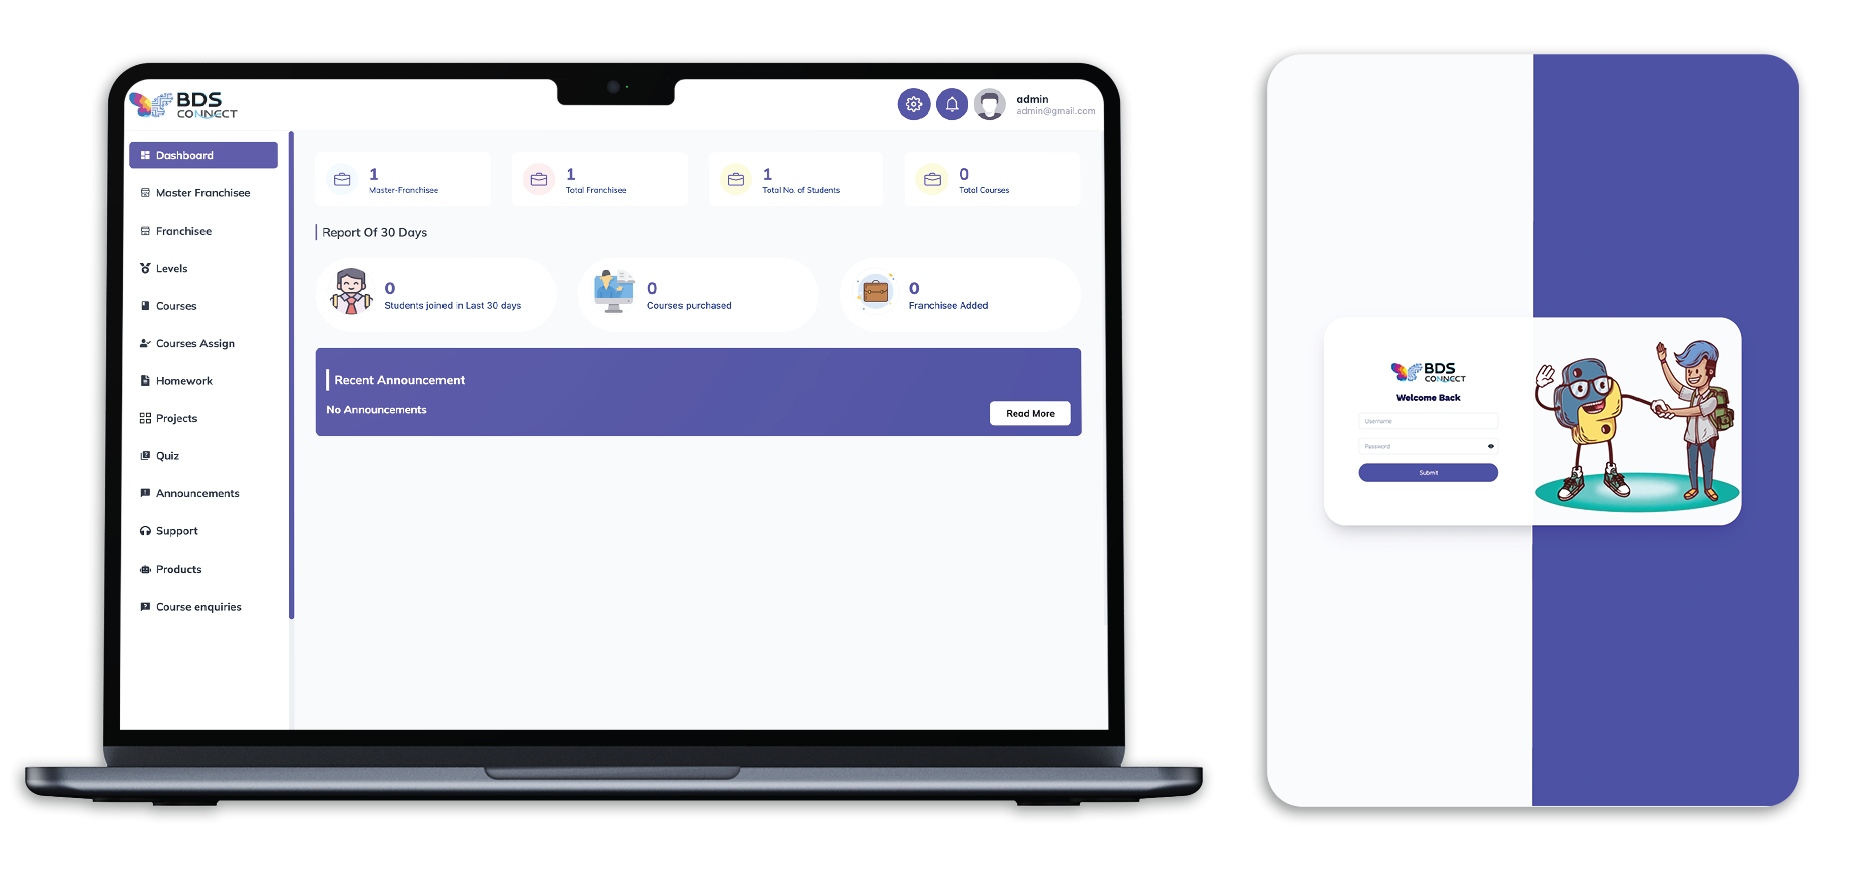 BDS
CONNECT
admin
admin@gmail.com
Dashboard
Master Franchisee
Franchisee
Levels
Courses
Courses Assign
Homework
Projects
Quiz
Announcements
Support
Products
Course enquiries
1
Master-Franchisee
1
Total Franchisee
1
Total No. of Students
0
Total Courses
Report Of 30 Days
0
Students joined in Last 30 days
0
Courses purchased
0
Franchisee Added
Recent Announcement
No Announcements
Read More
BDS
CONNECT
Welcome Back
Username
Password
Submit